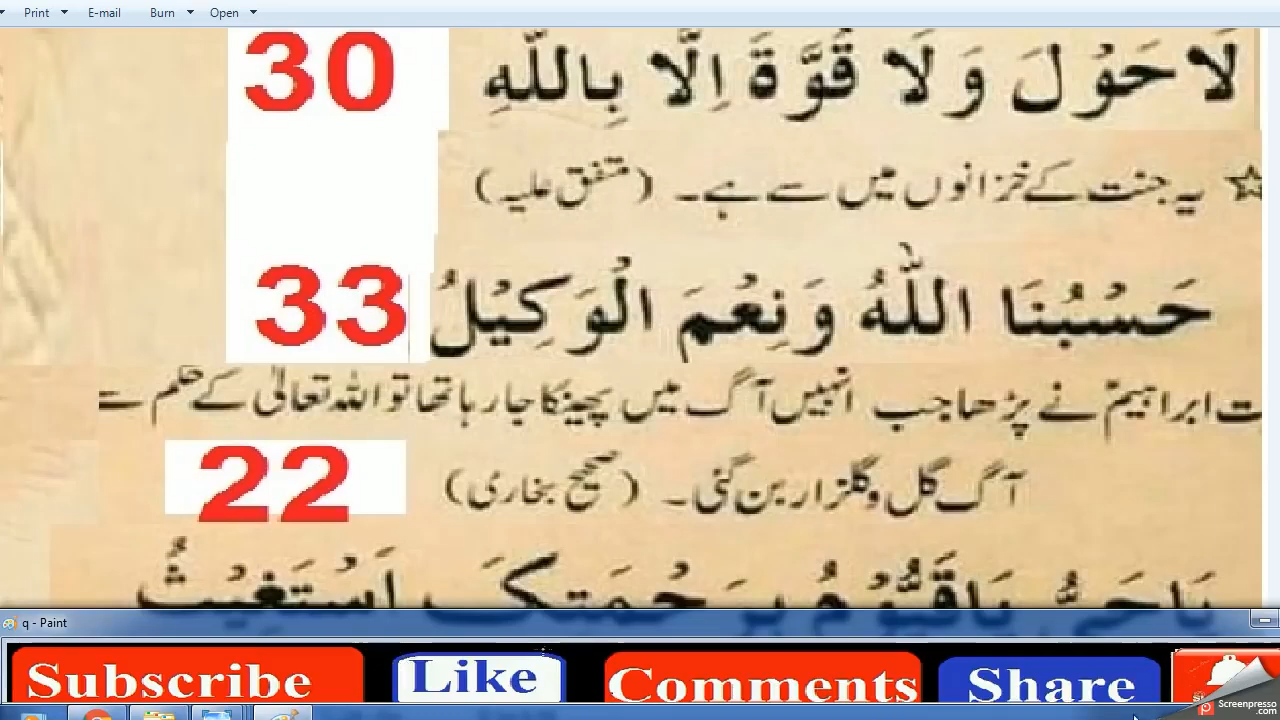 Print E-mail Burn Open
لَا حَوْلَ وَلَا قُوَّةَ اِلَّا بِاللّٰهِ 30
☆ یہ جنت کے خزانوں میں سے ہے۔ (متفق علیہ)
حَسْبُنَا اللّٰهُ وَنِعْمَ الْوَكِيْلُ 33
ت ابراہیمؑ نے پڑھا جب انہیں آگ میں پھینکا جا رہا تھا تو اللہ تعالیٰ کے حکم سے
آگ گل و گلزار بن گئی۔ (صحیح بخاری) 22
يَا حَيُّ يَا قَيُّوْمُ بِرَحْمَتِكَ اَسْتَغِيْثُ
q - Paint
Subscribe Like Comments Share
Screenpresso
.com